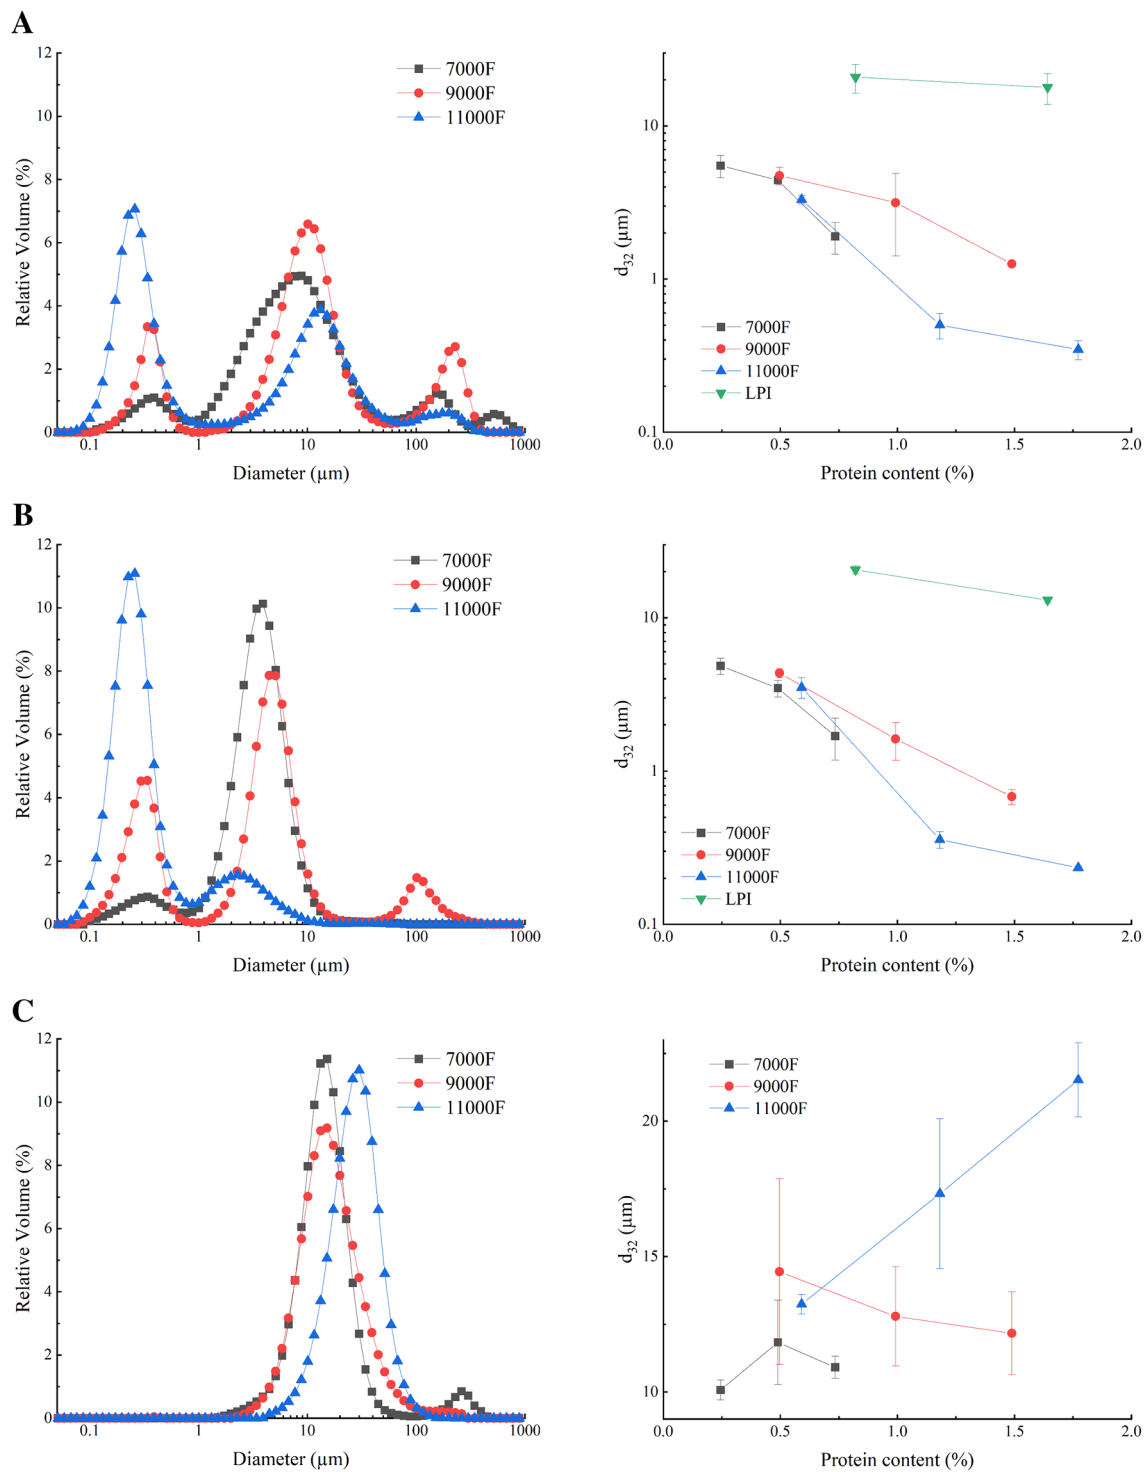 A
12
10
8
6
4
2
0
0.1
1
10
100
1000
Relative Volume (%)
Diameter (µm)
7000F
9000F
11000F
10
1
0.1
0.0
0.5
1.0
1.5
2.0
d32 (µm)
Protein content (%)
7000F
9000F
11000F
LPI
B
12
10
8
6
4
2
0
0.1
1
10
100
1000
Relative Volume (%)
Diameter (µm)
7000F
9000F
11000F
10
1
0.1
0.0
0.5
1.0
1.5
2.0
d32 (µm)
Protein content (%)
7000F
9000F
11000F
LPI
C
12
10
8
6
4
2
0
0.1
1
10
100
1000
Relative Volume (%)
Diameter (µm)
7000F
9000F
11000F
20
15
10
0.0
0.5
1.0
1.5
2.0
d32 (µm)
Protein content (%)
7000F
9000F
11000F